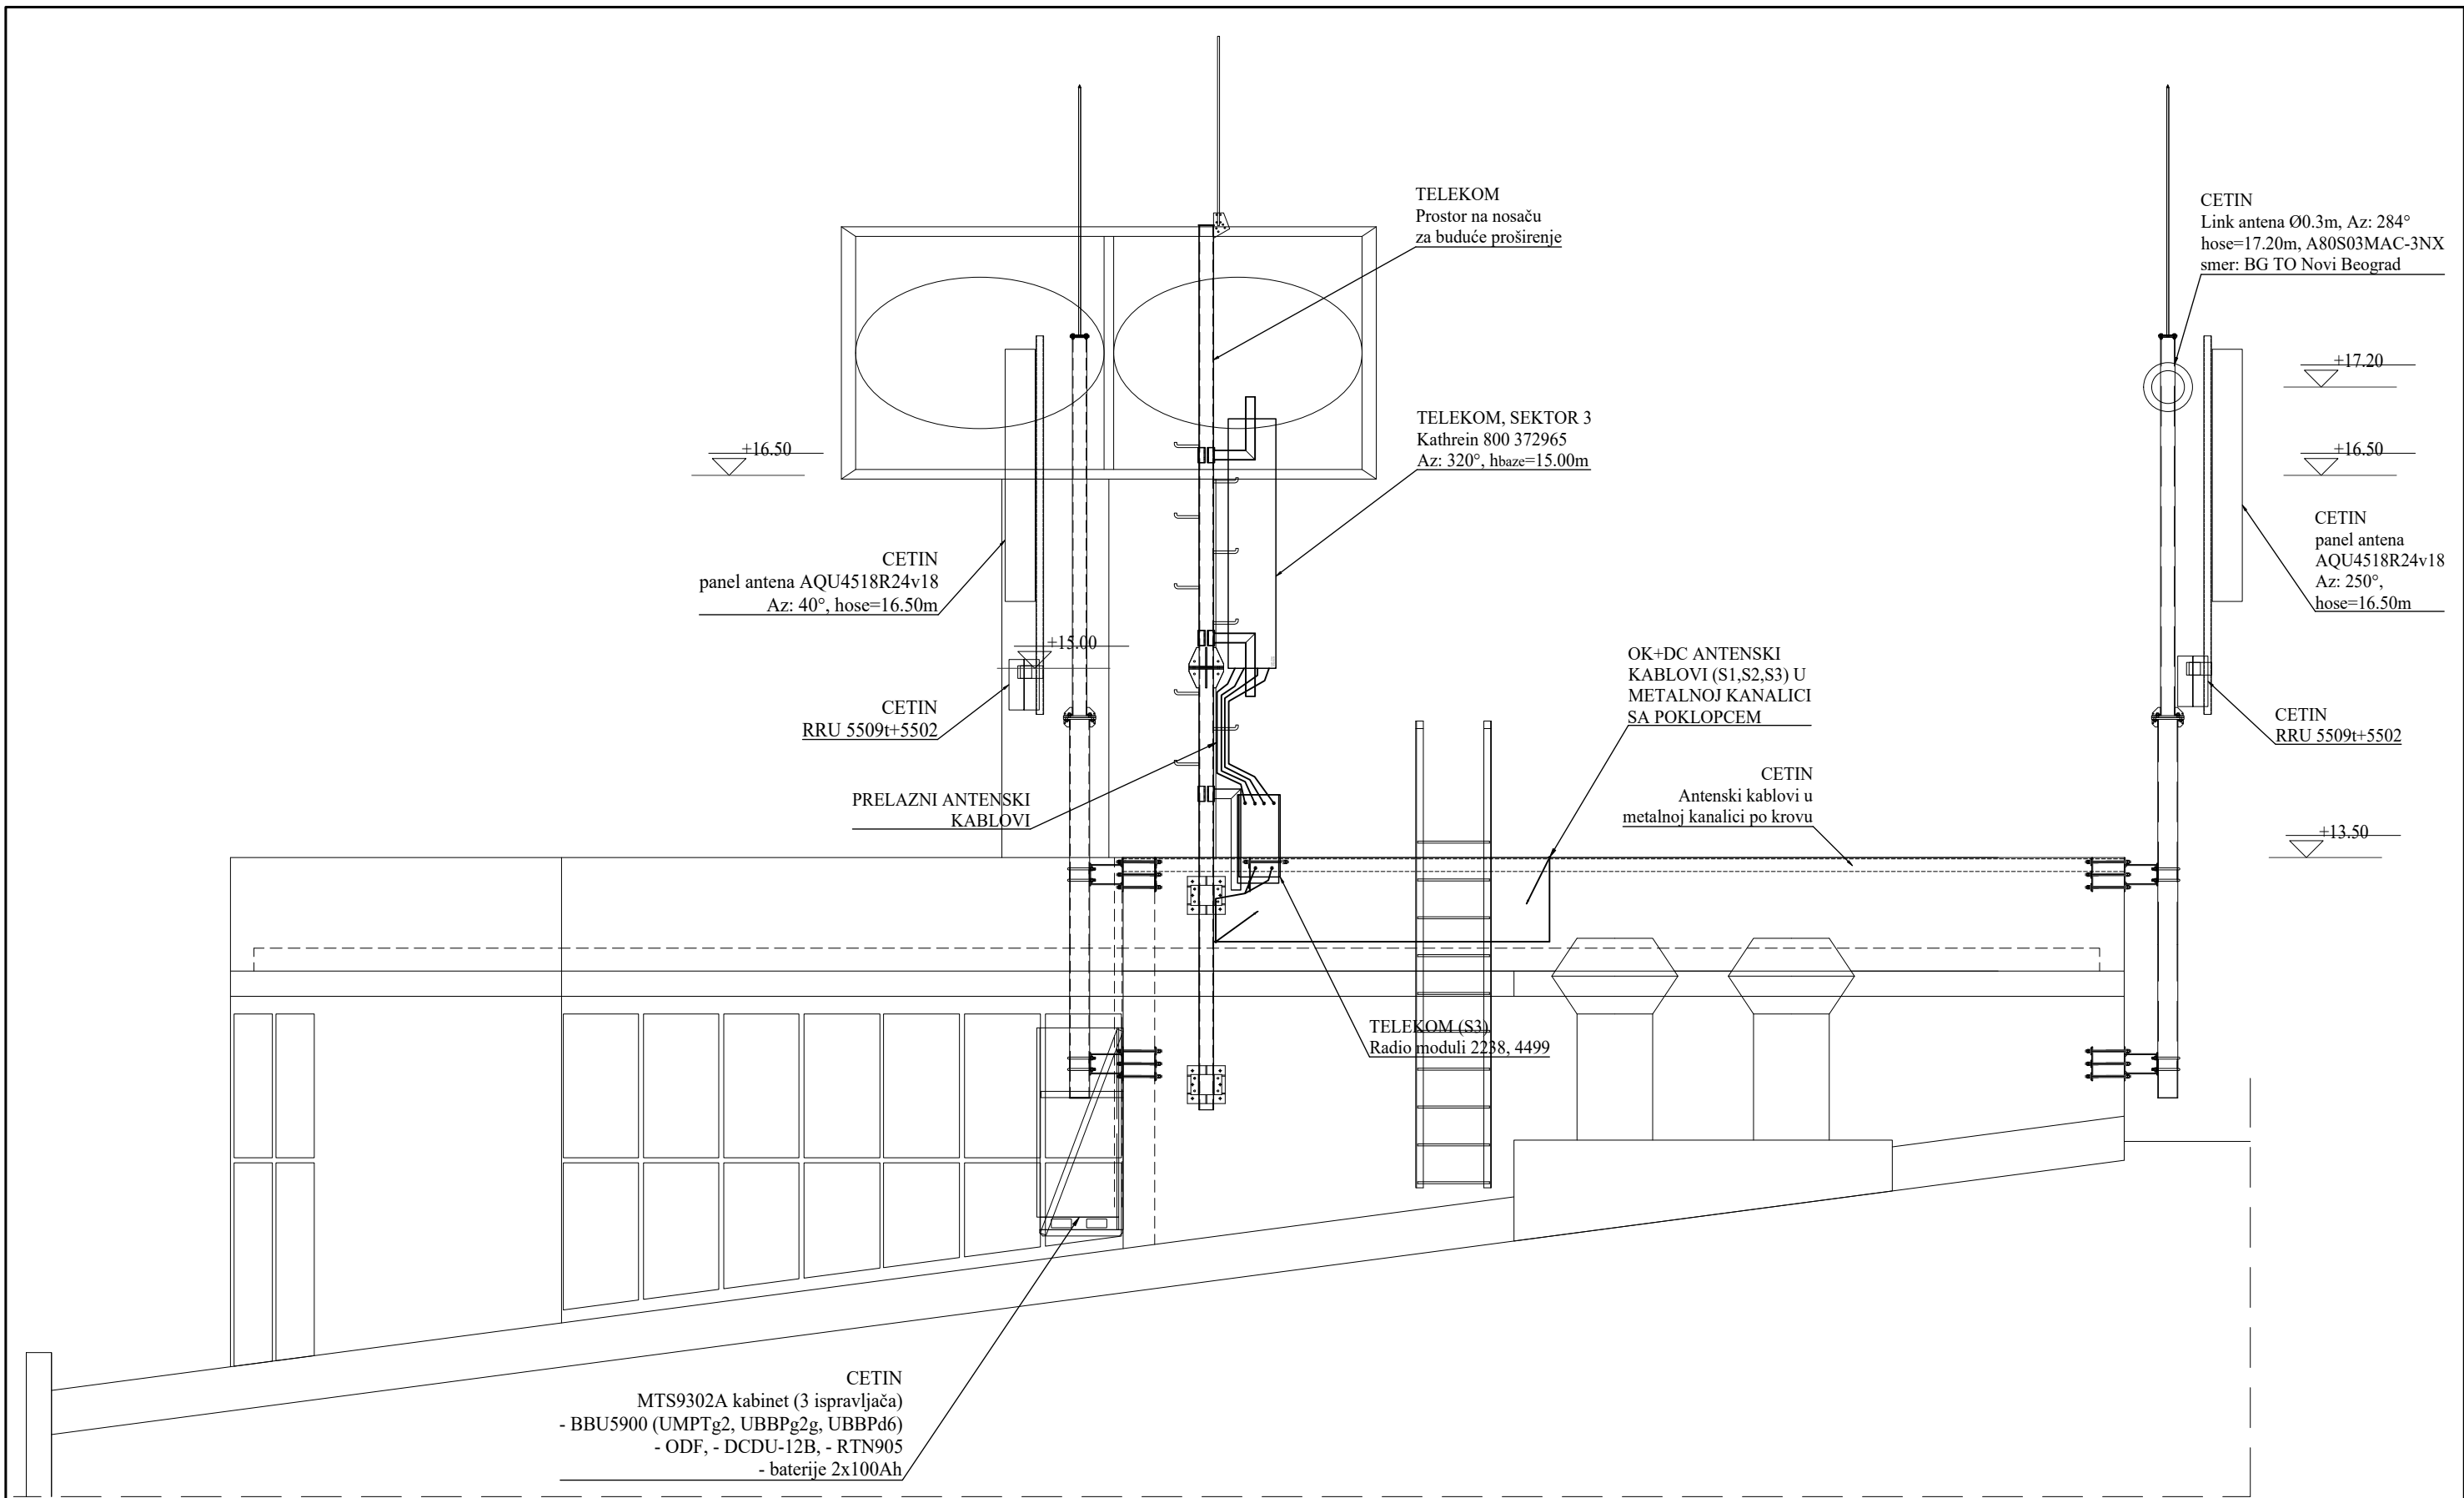 TELEKOM
Prostor na nosaču
za buduće proširenje
CETIN
Link antena Ø0.3m, Az: 284°
hose=17.20m, A80S03MAC-3NX
smer: BG TO Novi Beograd
+17.20
TELEKOM, SEKTOR 3
Kathrein 800 372965
Az: 320°, hbaze=15.00m
+16.50
+16.50
CETIN
panel antena
AQU4518R24v18
Az: 250°,
hose=16.50m
CETIN
panel antena AQU4518R24v18
Az: 40°, hose=16.50m
+15.00
OK+DC ANTENSKI
KABLOVI (S1,S2,S3) U
METALNOJ KANALICI
SA POKLOPCEM
CETIN
RRU 5509t+5502
CETIN
RRU 5509t+5502
CETIN
Antenski kablovi u
metalnoj kanalici po krovu
PRELAZNI ANTENSKI
KABLOVI
+13.50
TELEKOM (S3)
Radio moduli 2238, 4499
CETIN
MTS9302A kabinet (3 ispravljača)
- BBU5900 (UMPTg2, UBBPg2g, UBBPd6)
- ODF, - DCDU-12B, - RTN905
- baterije 2x100Ah